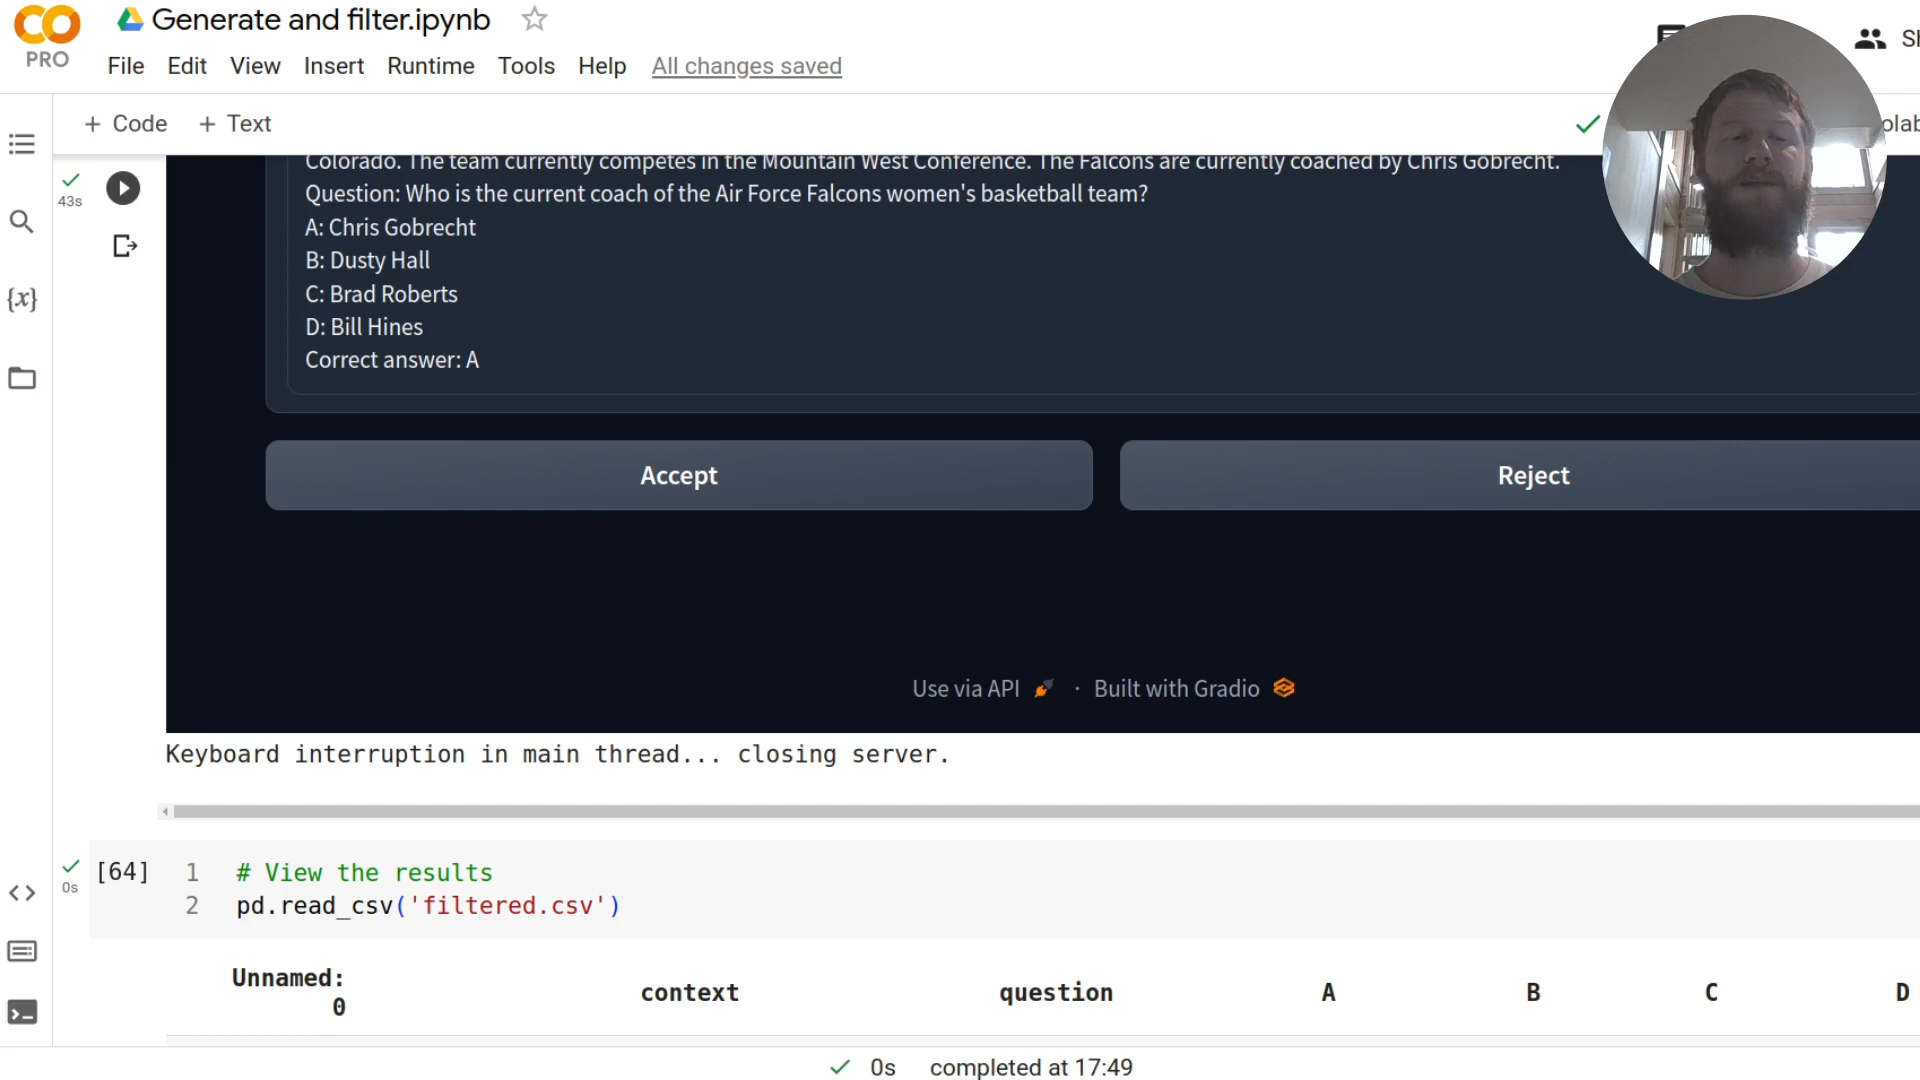 Generate and filter.ipynb
PRO
File Edit View Insert Runtime Tools Help All changes saved
+ Code + Text
Colorado. The team currently competes in the Mountain West Conference. The Falcons are currently coached by Chris Gobrecht.
43s
Question: Who is the current coach of the Air Force Falcons women's basketball team?
A: Chris Gobrecht
B: Dusty Hall
C: Brad Roberts
D: Bill Hines
Correct answer: A
{x}
Accept Reject
Use via API · Built with Gradio
Keyboard interruption in main thread... closing server.
[64] 1 # View the results
0s 2 pd.read_csv('filtered.csv')
Unnamed: 0 context question A B C D
0s completed at 17:49